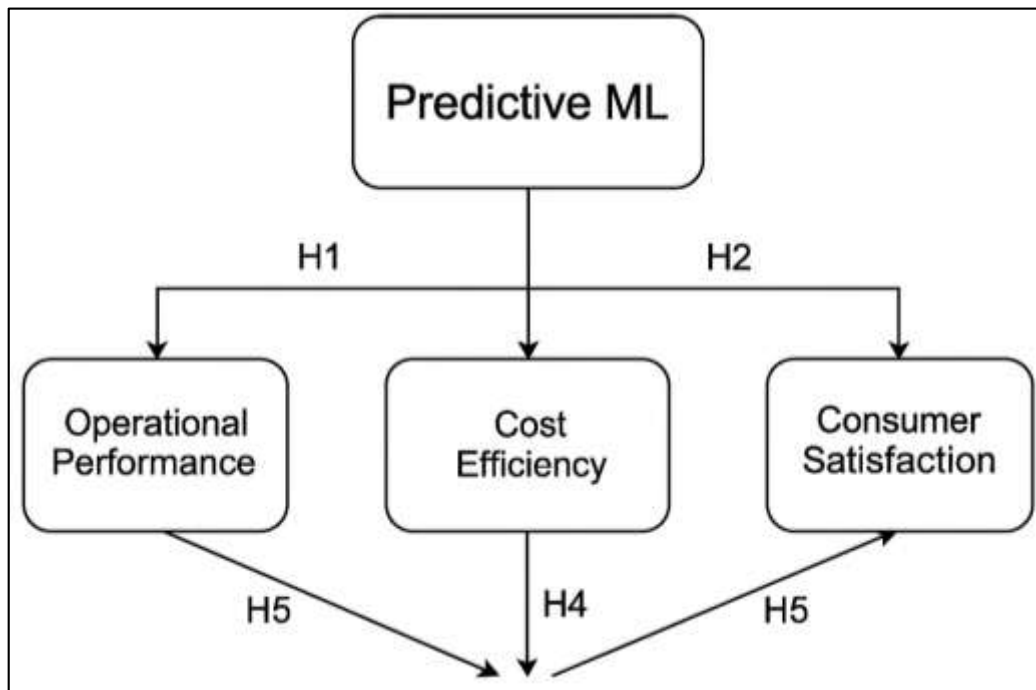 Predictive ML
H1
H2
Operational
Performance
Cost
Efficiency
Consumer
Satisfaction
H5
H4
H5